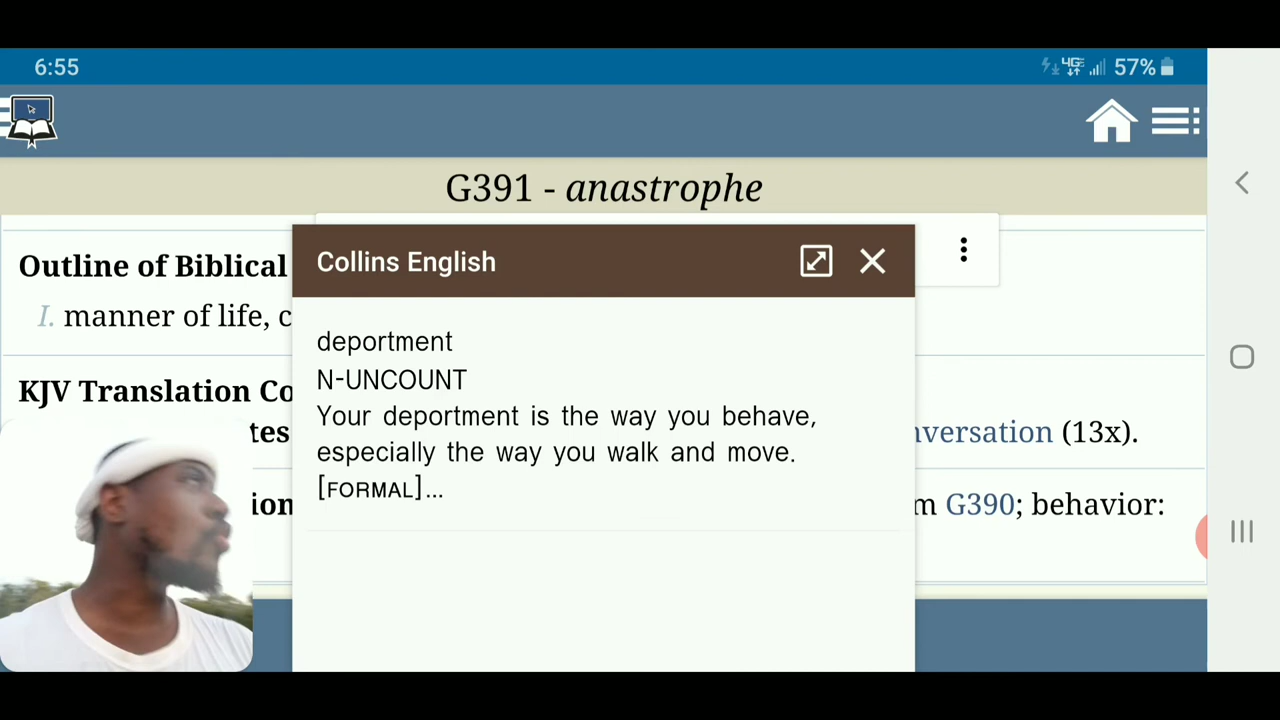 6:55
4G 57%
G391 - anastrophe
Collins English
Outline of Biblical
I. manner of life, c
deportment
N-UNCOUNT
Your deportment is the way you behave,
especially the way you walk and move.
[FORMAL]...
KJV Translation Co
tes nversation (13x).
ion m G390; behavior: